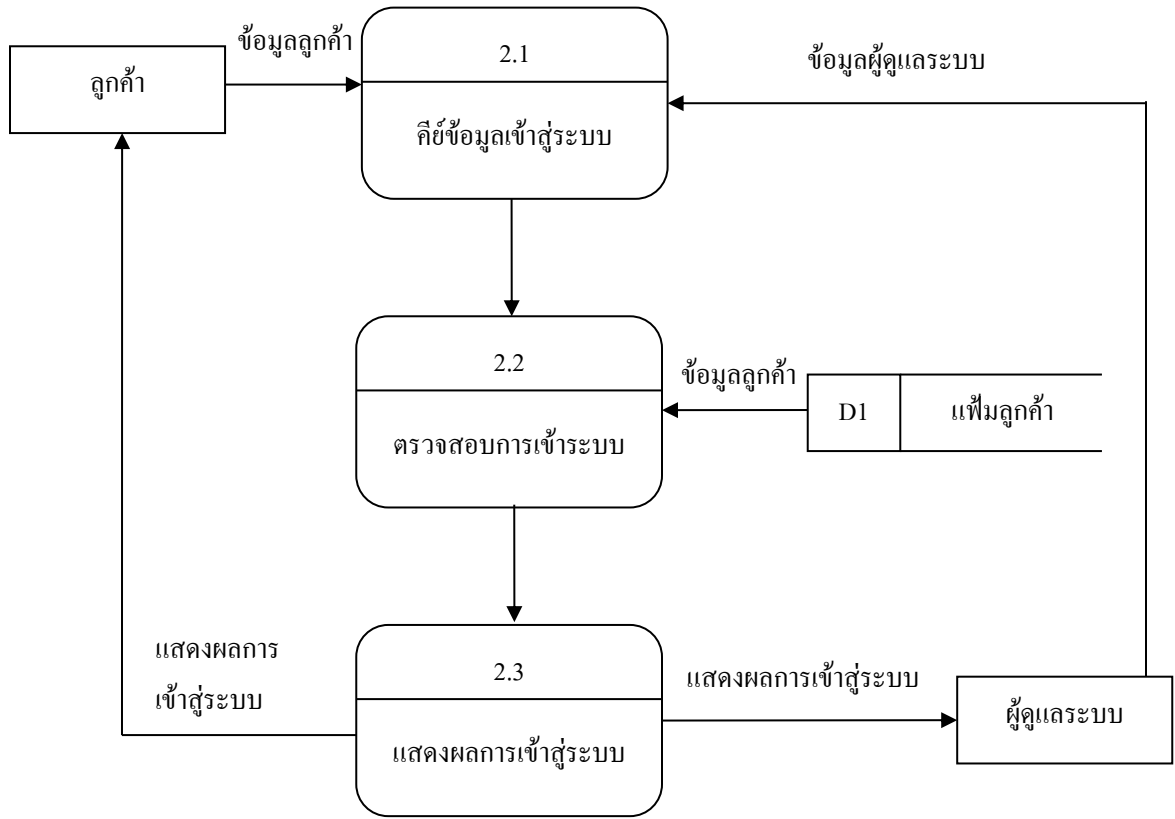 ข้อมูลลูกค้า
2.1
ข้อมูลผู้ดูแลระบบ
ลูกค้า
คีย์ข้อมูลเข้าสู่ระบบ
2.2
ข้อมูลลูกค้า
D1
แฟ้มลูกค้า
ตรวจสอบการเข้าระบบ
แสดงผลการ
เข้าสู่ระบบ
2.3
แสดงผลการเข้าสู่ระบบ
ผู้ดูแลระบบ
แสดงผลการเข้าสู่ระบบ